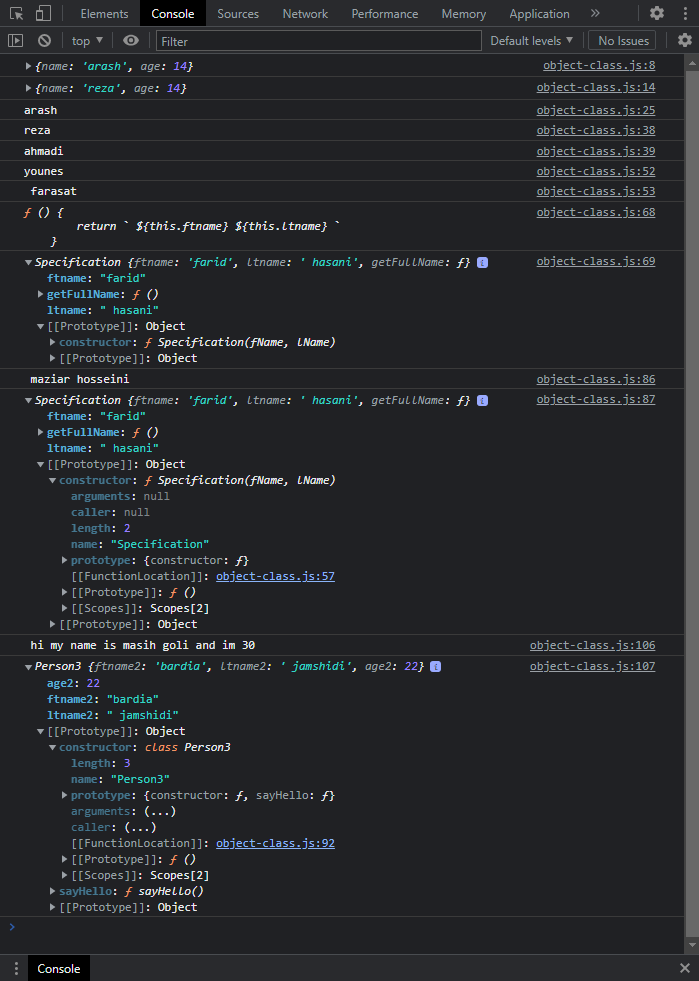 Elements Console Sources Network Performance Memory Application »
top ▼ Filter Default levels ▼ No Issues
▶ {name: 'arash', age: 14} object-class.js:8
▶ {name: 'reza', age: 14} object-class.js:14
arash object-class.js:25
reza object-class.js:38
ahmadi object-class.js:39
younes object-class.js:52
farasat object-class.js:53
ƒ () { object-class.js:68
return ` ${this.ftname} ${this.ltname} `
}
▼ Specification {ftname: 'farid', ltname: ' hasani', getFullName: ƒ} i object-class.js:69
ftname: "farid"
▶ getFullName: ƒ ()
ltname: " hasani"
▼ [[Prototype]]: Object
▶ constructor: ƒ Specification(fName, lName)
▶ [[Prototype]]: Object
maziar hosseini object-class.js:86
▼ Specification {ftname: 'farid', ltname: ' hasani', getFullName: ƒ} i object-class.js:87
ftname: "farid"
▶ getFullName: ƒ ()
ltname: " hasani"
▼ [[Prototype]]: Object
▼ constructor: ƒ Specification(fName, lName)
arguments: null
caller: null
length: 2
name: "Specification"
▶ prototype: {constructor: ƒ}
[[FunctionLocation]]: object-class.js:57
▶ [[Prototype]]: ƒ ()
▶ [[Scopes]]: Scopes[2]
▶ [[Prototype]]: Object
hi my name is masih goli and im 30 object-class.js:106
▼ Person3 {ftname2: 'bardia', ltname2: ' jamshidi', age2: 22} i object-class.js:107
age2: 22
ftname2: "bardia"
ltname2: " jamshidi"
▼ [[Prototype]]: Object
▼ constructor: class Person3
length: 3
name: "Person3"
▶ prototype: {constructor: ƒ, sayHello: ƒ}
arguments: (...)
caller: (...)
[[FunctionLocation]]: object-class.js:92
▶ [[Prototype]]: ƒ ()
▶ [[Scopes]]: Scopes[2]
▶ sayHello: ƒ sayHello()
▶ [[Prototype]]: Object
>
Console